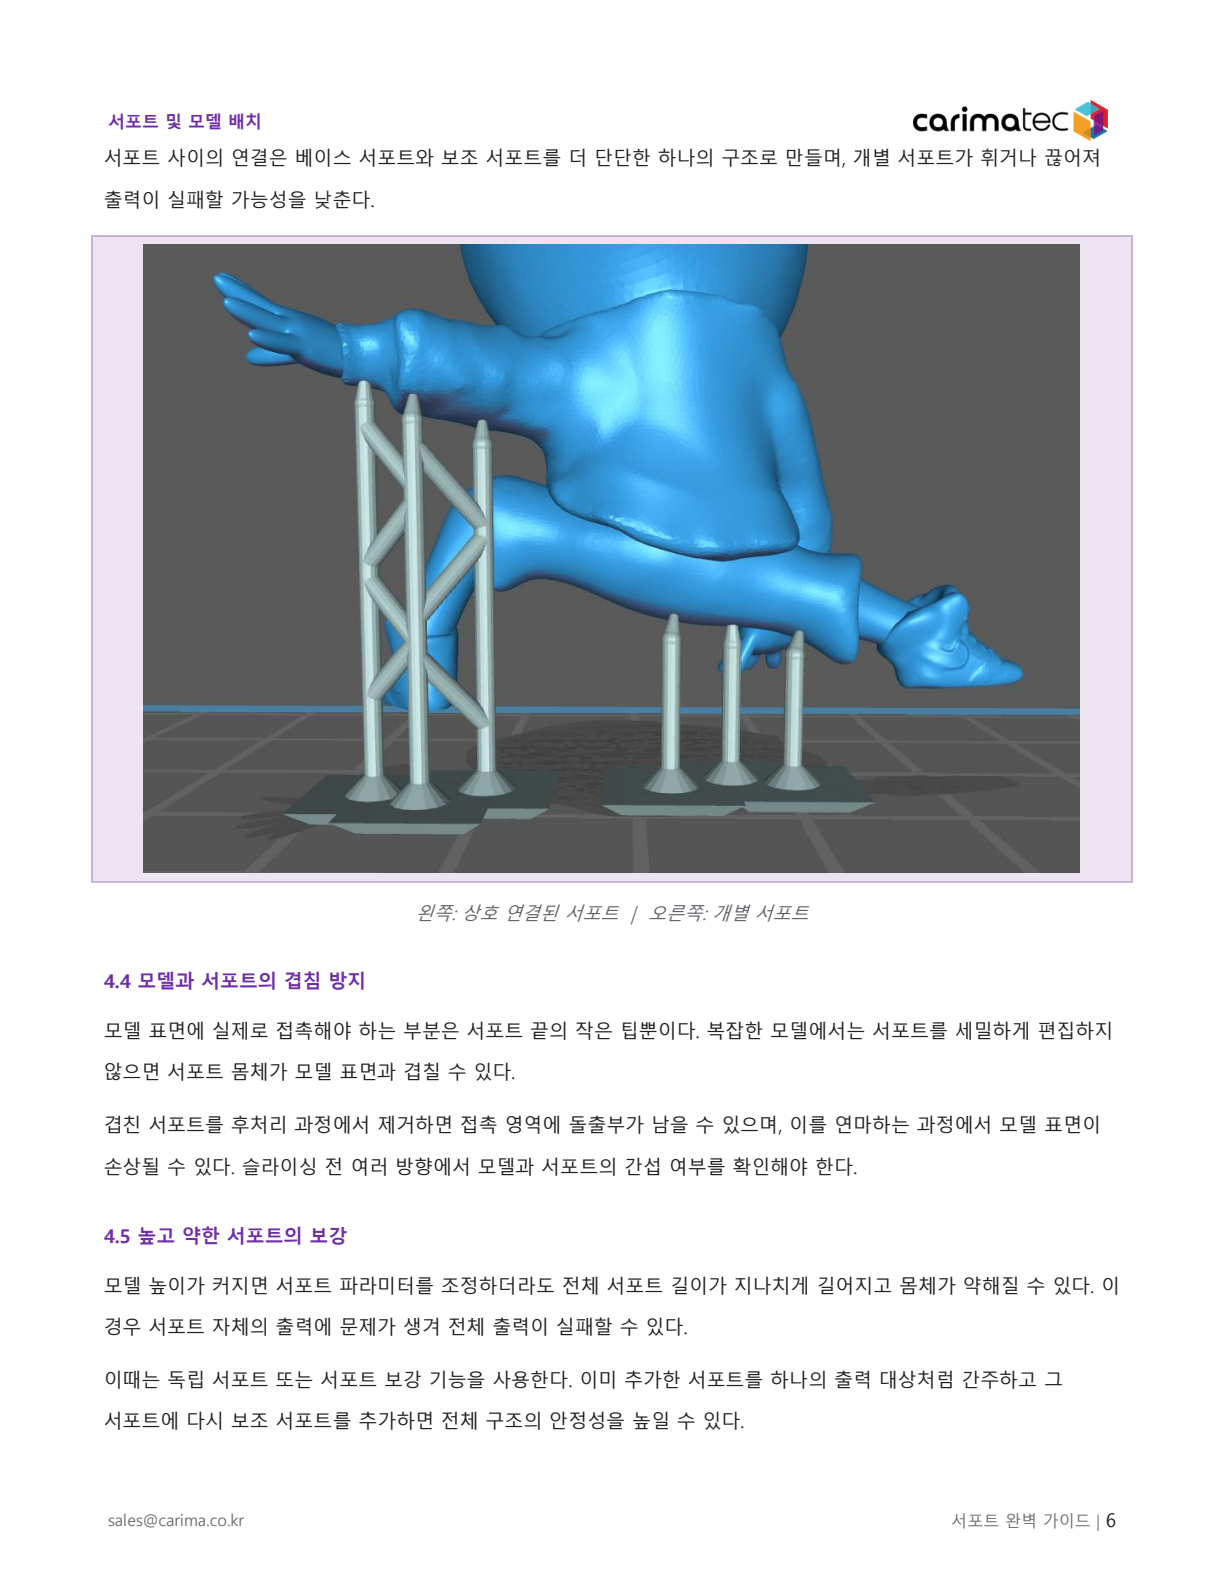 서포트 및 모델 배치
carimatec
서포트 사이의 연결은 베이스 서포트와 보조 서포트를 더 단단한 하나의 구조로 만들며, 개별 서포트가 휘거나 끊어져
출력이 실패할 가능성을 낮춘다.
왼쪽: 상호 연결된 서포트 | 오른쪽: 개별 서포트
4.4 모델과 서포트의 겹침 방지
모델 표면에 실제로 접촉해야 하는 부분은 서포트 끝의 작은 팁뿐이다. 복잡한 모델에서는 서포트를 세밀하게 편집하지
않으면 서포트 몸체가 모델 표면과 겹칠 수 있다.
겹친 서포트를 후처리 과정에서 제거하면 접촉 영역에 돌출부가 남을 수 있으며, 이를 연마하는 과정에서 모델 표면이
손상될 수 있다. 슬라이싱 전 여러 방향에서 모델과 서포트의 간섭 여부를 확인해야 한다.
4.5 높고 약한 서포트의 보강
모델 높이가 커지면 서포트 파라미터를 조정하더라도 전체 서포트 길이가 지나치게 길어지고 몸체가 약해질 수 있다. 이
경우 서포트 자체의 출력에 문제가 생겨 전체 출력이 실패할 수 있다.
이때는 독립 서포트 또는 서포트 보강 기능을 사용한다. 이미 추가한 서포트를 하나의 출력 대상처럼 간주하고 그
서포트에 다시 보조 서포트를 추가하면 전체 구조의 안정성을 높일 수 있다.
sales@carima.co.kr
서포트 완벽 가이드 | 6